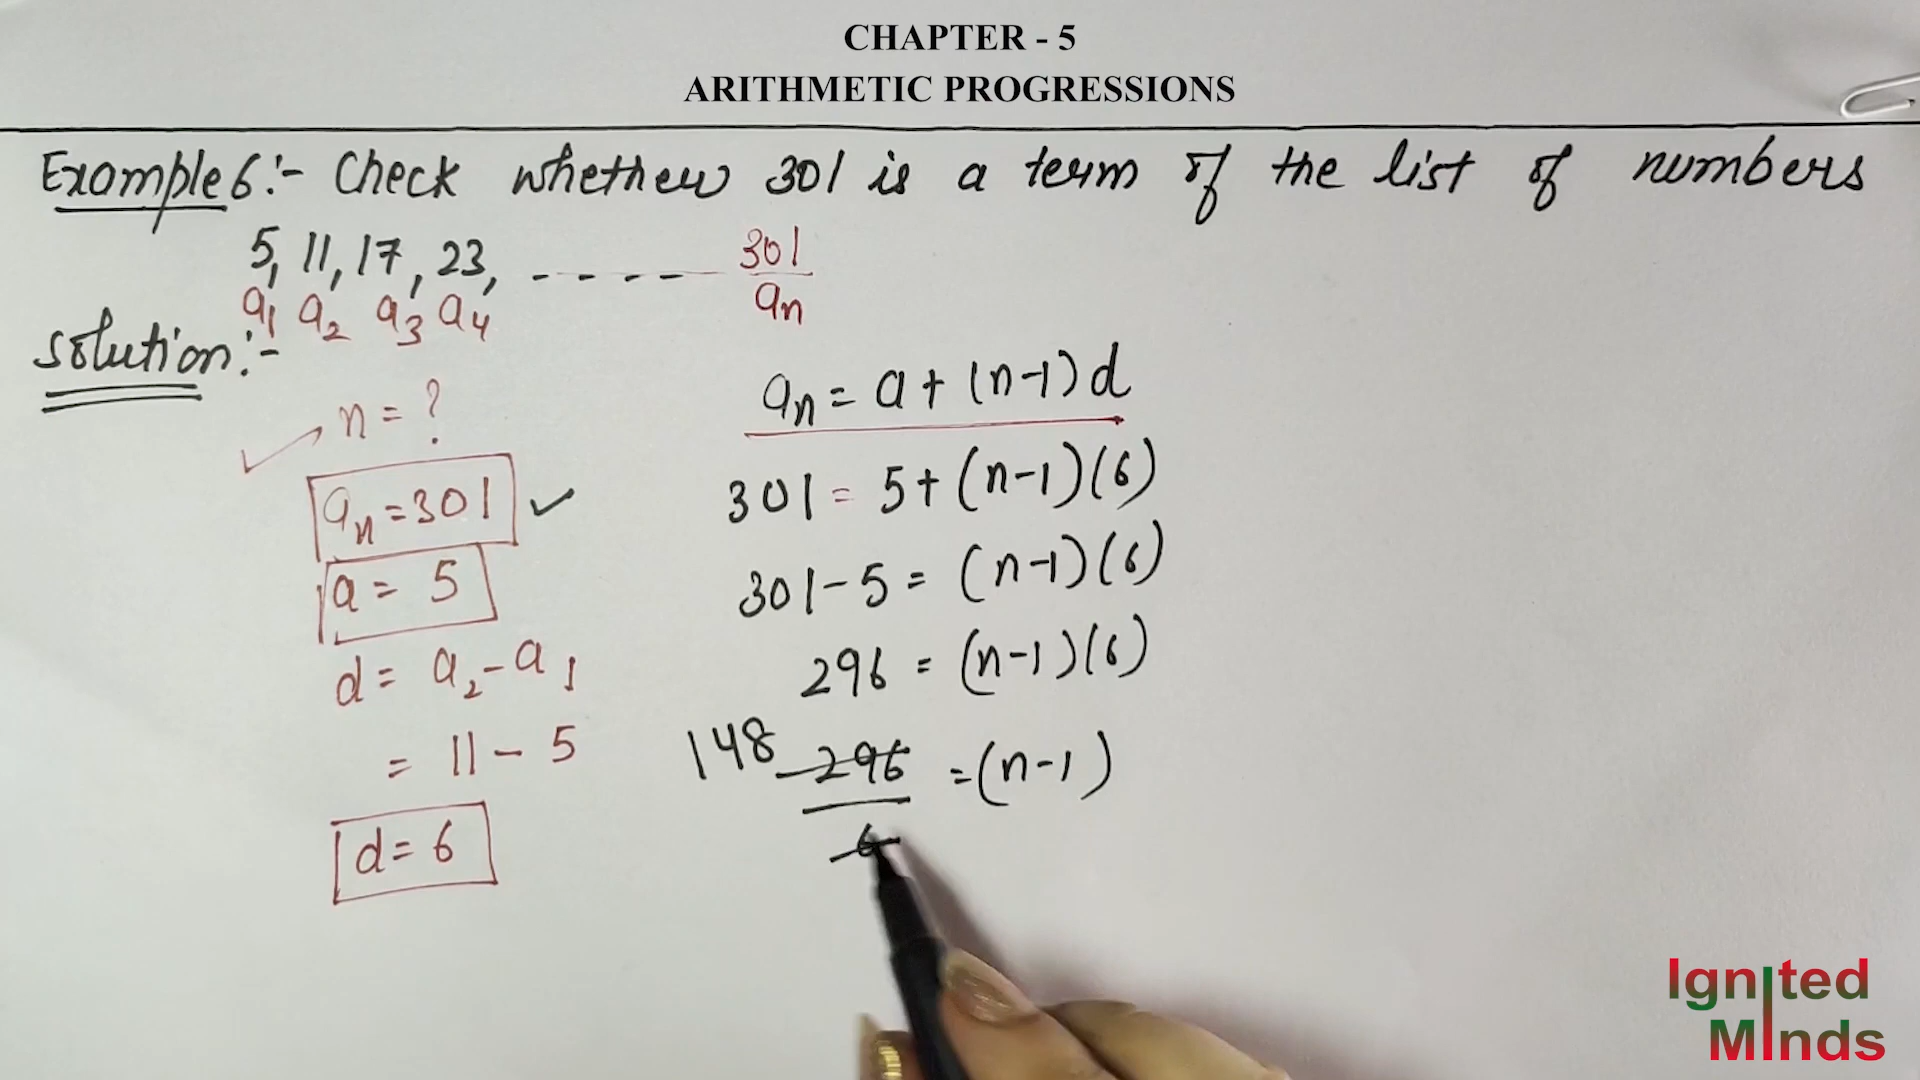 CHAPTER - 5
ARITHMETIC PROGRESSIONS
Example 6:- Check whether 301 is a term of the list of numbers
5, 11, 17, 23, ----- 301
a₁ a₂ a₃ a₄ aₙ
Solution:-
n = ?
aₙ = 301 ✓
a = 5
d = a₂ - a₁
= 11 - 5
d = 6
aₙ = a + (n-1) d
301 = 5 + (n-1)(6)
301 - 5 = (n-1)(6)
296 = (n-1)(6)
148 296 = (n-1)
6
Ignited
Minds